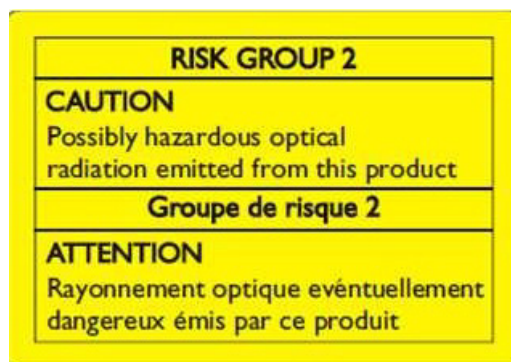 RISK GROUP 2
CAUTION
Possibly hazardous optical
radiation emitted from this product
Groupe de risque 2
ATTENTION
Rayonnement optique evéntuellement
dangereux émis par ce produit